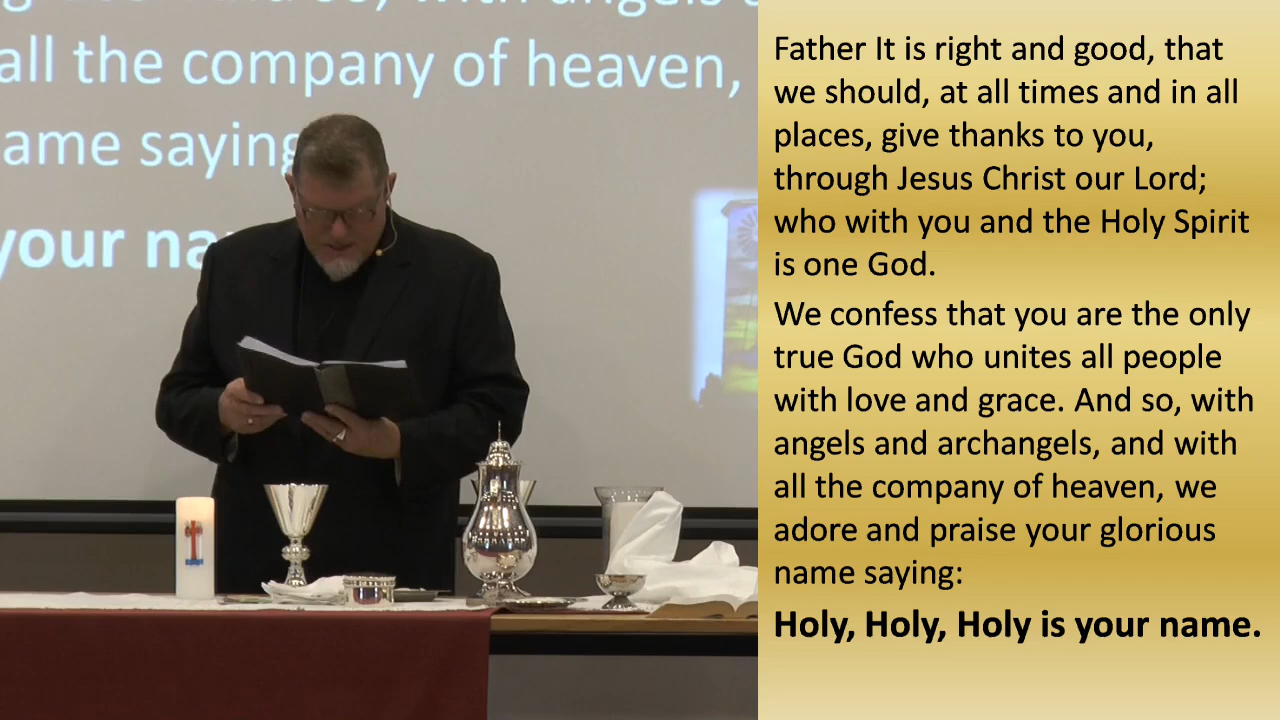 with angels
all the company of heaven,
ame saying
your na
Father It is right and good, that
we should, at all times and in all
places, give thanks to you,
through Jesus Christ our Lord;
who with you and the Holy Spirit
is one God.
We confess that you are the only
true God who unites all people
with love and grace. And so, with
angels and archangels, and with
all the company of heaven, we
adore and praise your glorious
name saying:
Holy, Holy, Holy is your name.